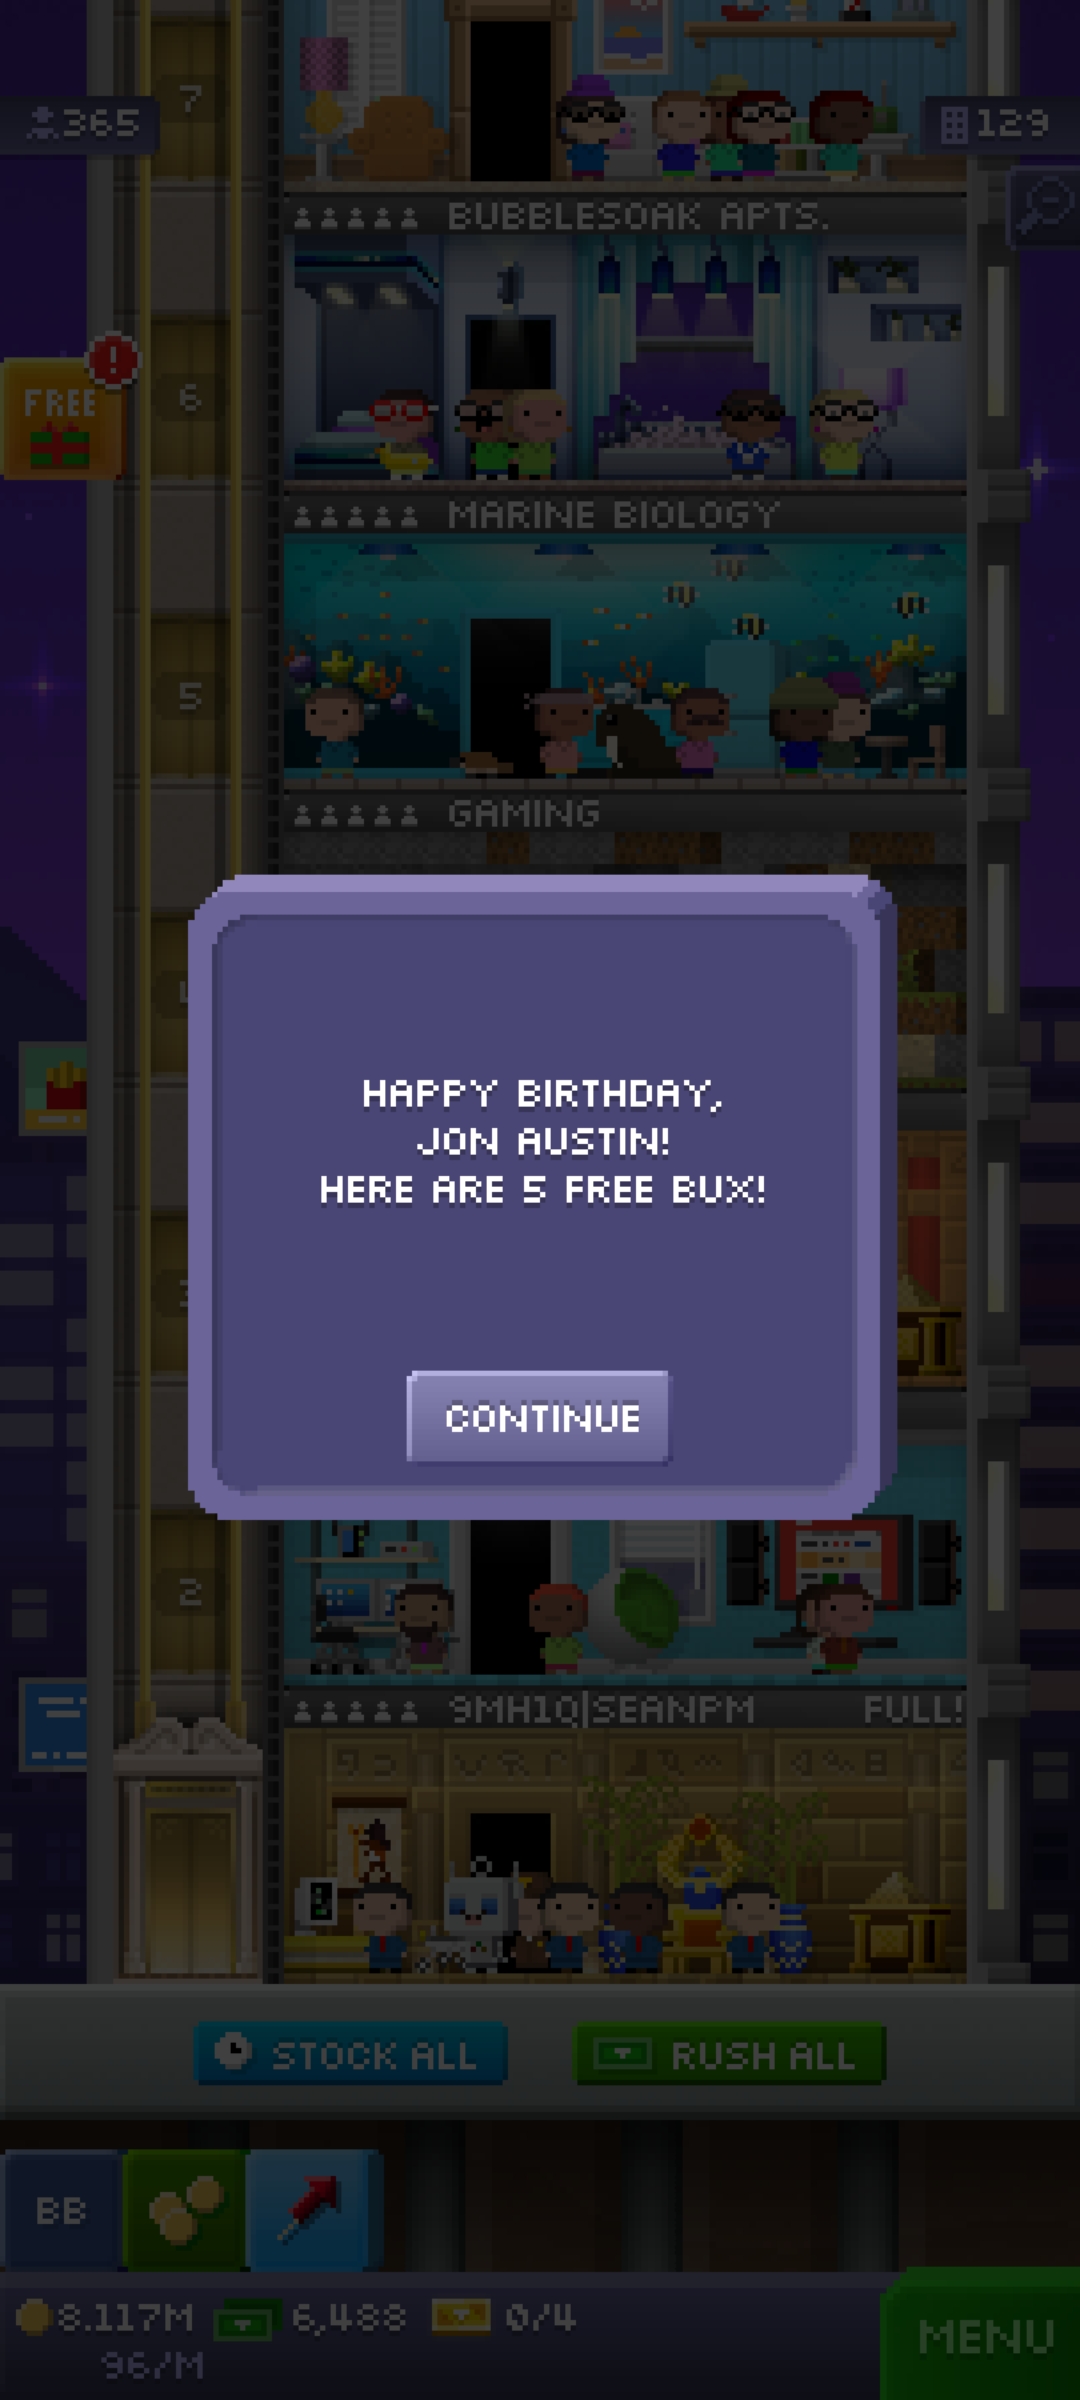 7
365
129
BUBBLESOAK APTS.
FREE
!
6
MARINE BIOLOGY
5
GAMING
HAPPY BIRTHDAY,
JON AUSTIN!
HERE ARE 5 FREE BUX!
CONTINUE
2
9MH1Q|SEANPM FULL!
STOCK ALL
RUSH ALL
BB
8.117M 6,488 0/4
96/M
MENU